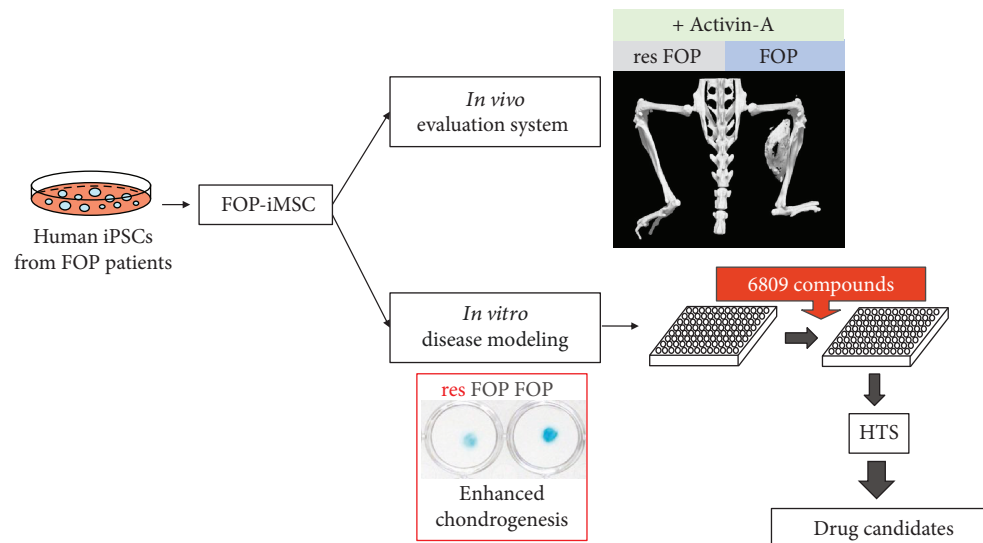 + Activin-A
res FOP
FOP
In vivo
evaluation system
FOP-iMSC
Human iPSCs
from FOP patients
6809 compounds
In vitro
disease modeling
res FOP FOP
Enhanced
chondrogenesis
HTS
Drug candidates